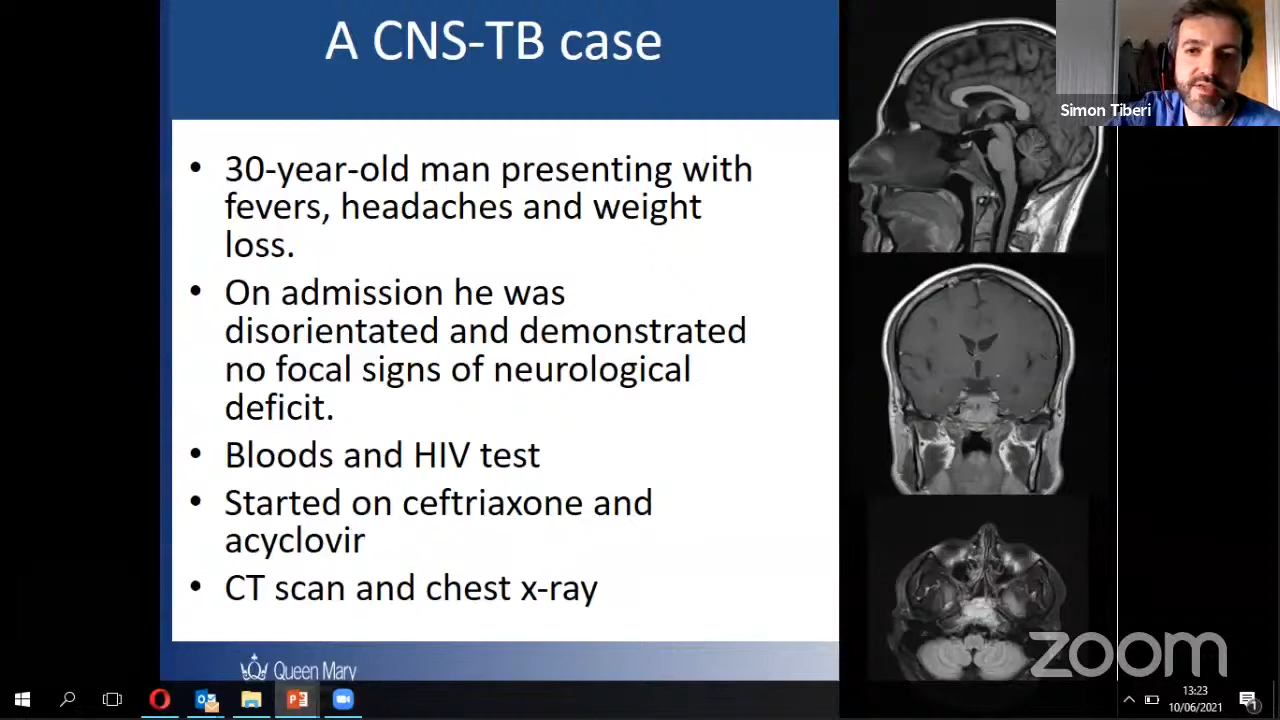 A CNS-TB case
Simon Tiberi
• 30-year-old man presenting with
fevers, headaches and weight
loss.
• On admission he was
disorientated and demonstrated
no focal signs of neurological
deficit.
• Bloods and HIV test
• Started on ceftriaxone and
acyclovir
• CT scan and chest x-ray
Queen Mary
zoom
13:23
10/06/2021
1